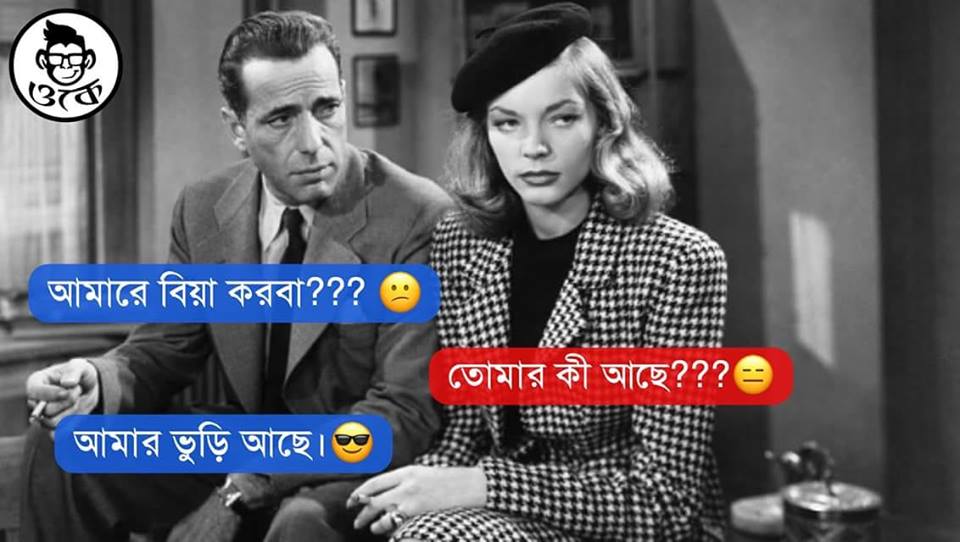 ওকে
আমারে বিয়া করবা??? 😕
তোমার কী আছে???😑
আমার ভুড়ি আছে।😎